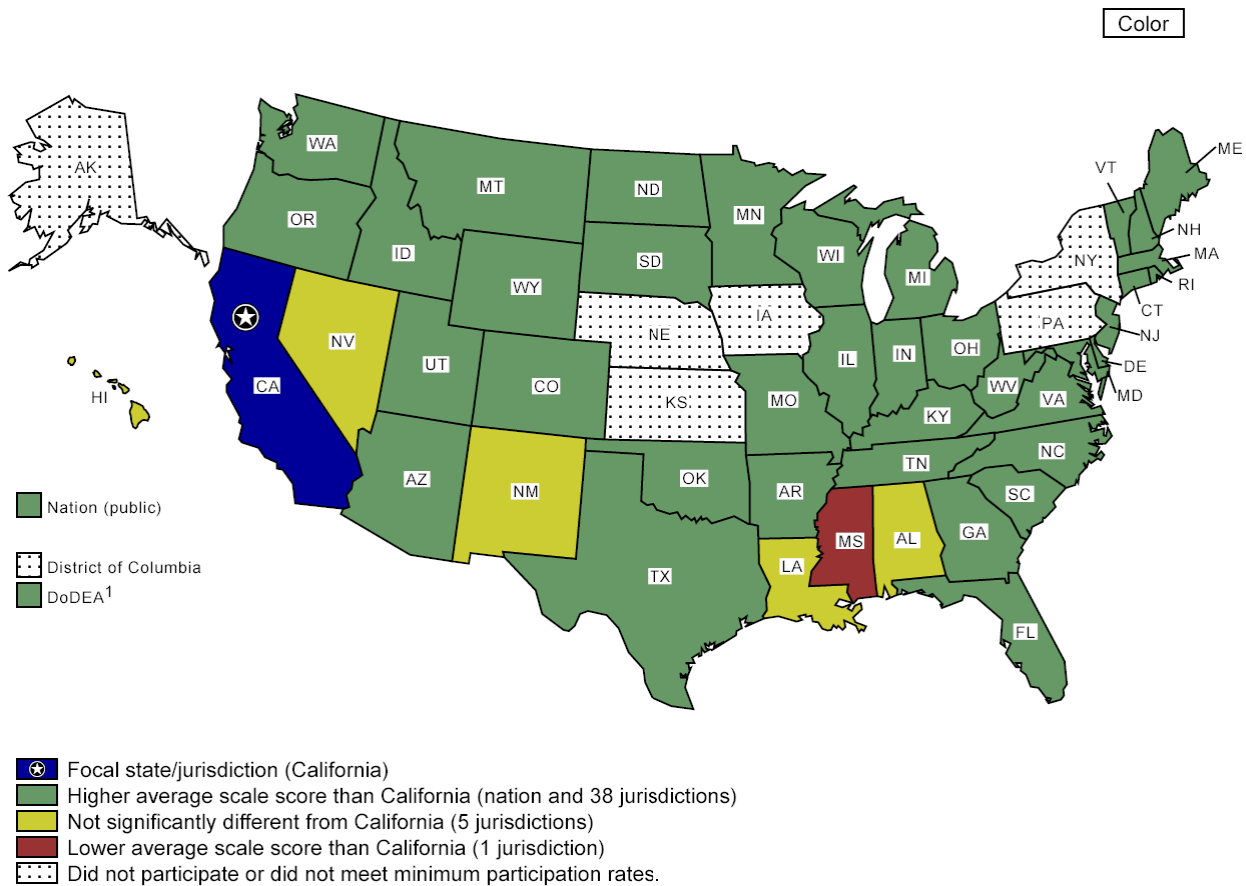 Color
AK
WA
MT
ND
MN
VT
ME
OR
ID
SD
WI
MI
NY
NH
MA
RI
WY
CT
NV
NE
IA
PA
NJ
CA
UT
CO
IL
IN
OH
DE
HI
KS
MO
WV
MD
KY
VA
AZ
NM
OK
AR
TN
NC
SC
Nation (public)
MS
AL
GA
LA
District of Columbia
TX
DoDEA1
FL
Focal state/jurisdiction (California)
Higher average scale score than California (nation and 38 jurisdictions)
Not significantly different from California (5 jurisdictions)
Lower average scale score than California (1 jurisdiction)
Did not participate or did not meet minimum participation rates.